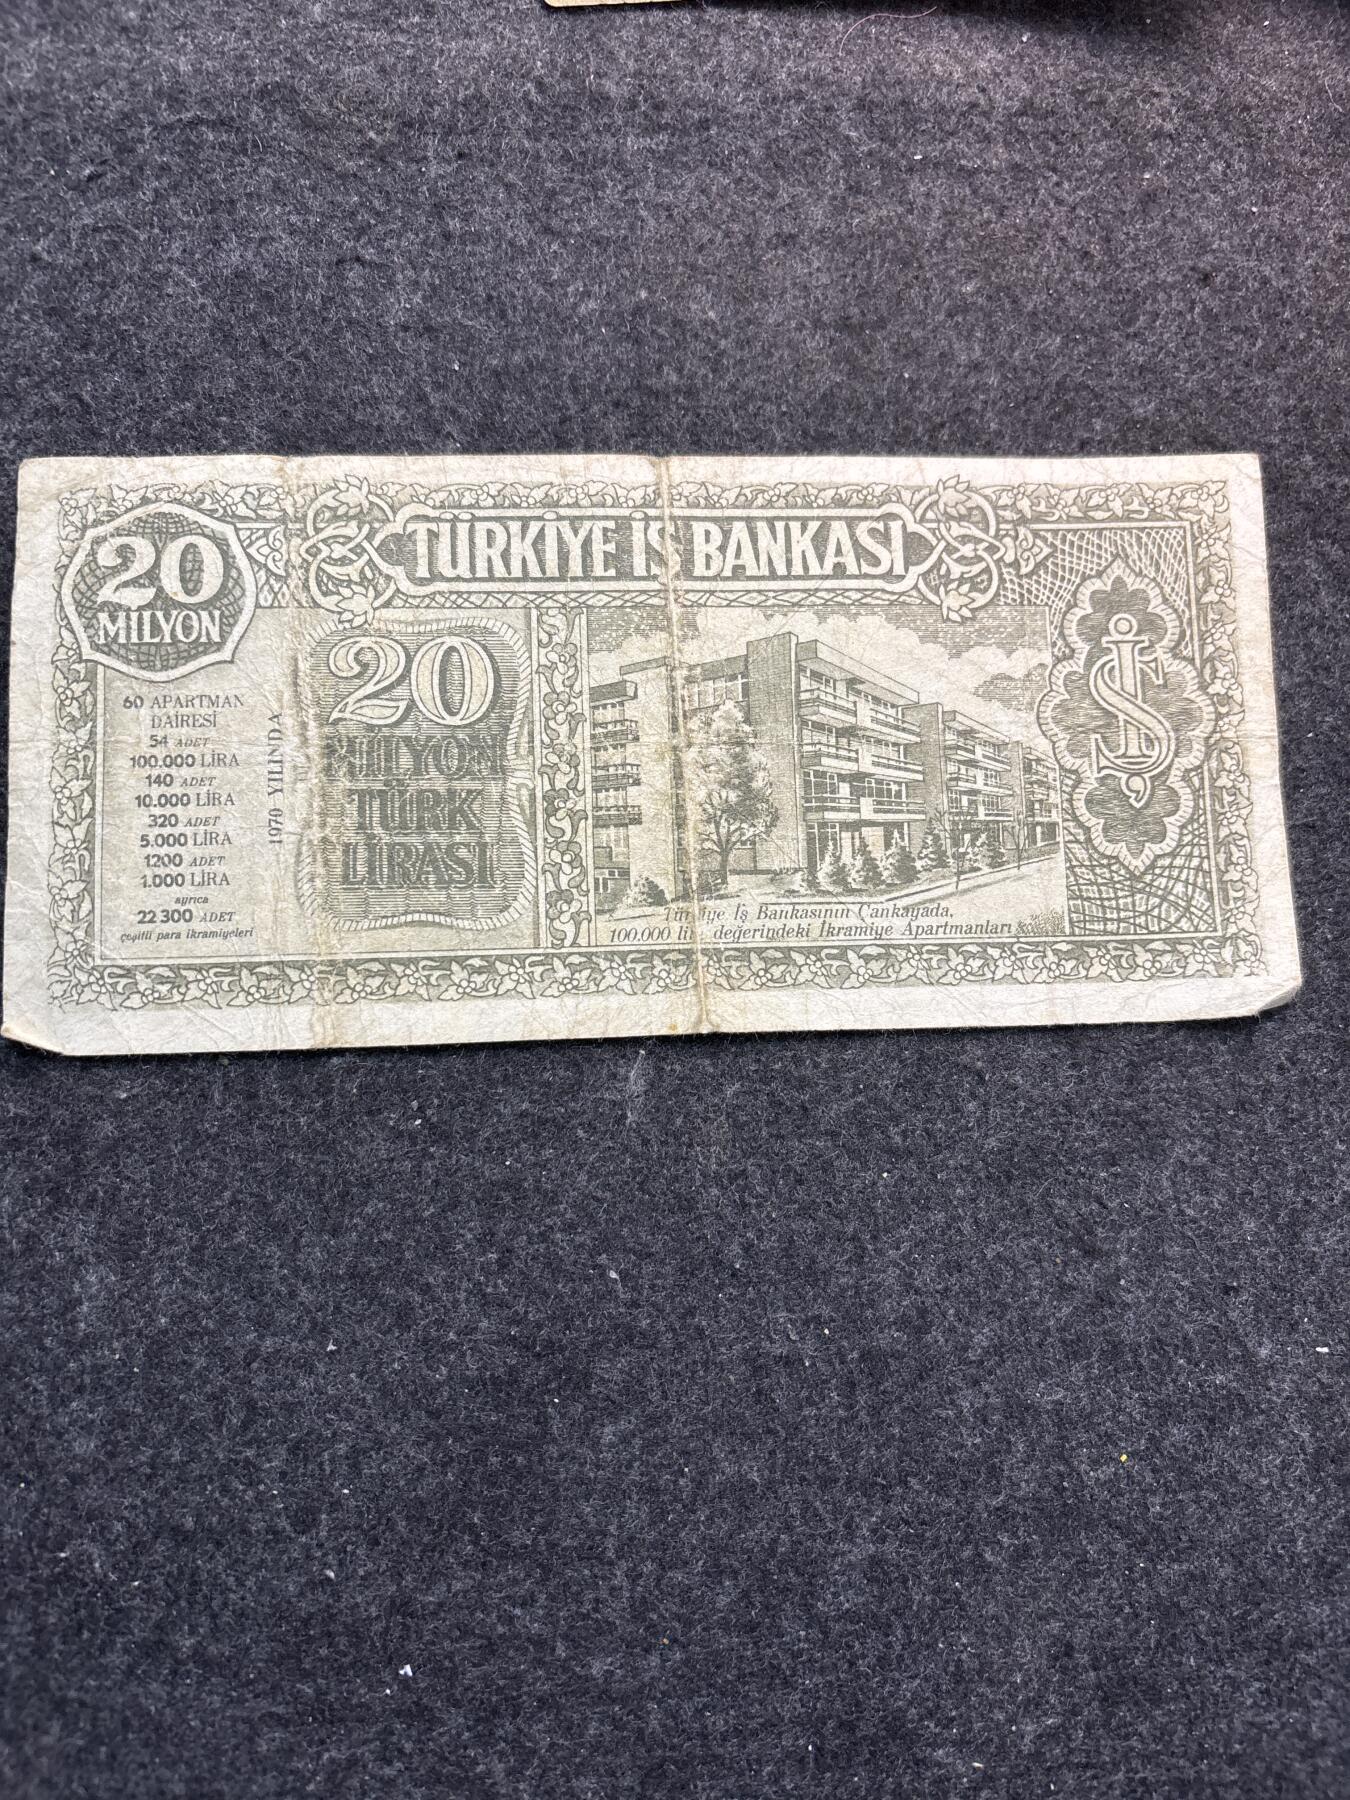 TÜRKİYE İŞ BANKASI
20
MİLYON
60 APARTMAN
DAİRESİ
54 ADET
100.000 LİRA
140 ADET
10.000 LİRA
320 ADET
5.000 LİRA
1200 ADET
1.000 LİRA
ayrıca
22 300 ADET
çeşitli para ikramiyeleri
1970 YILINDA
20
MİLYON
TÜRK
LİRASI
Türkiye İş Bankasının Çankayada,
100.000 lira değerindeki İkramiye Apartmanları
İŞ